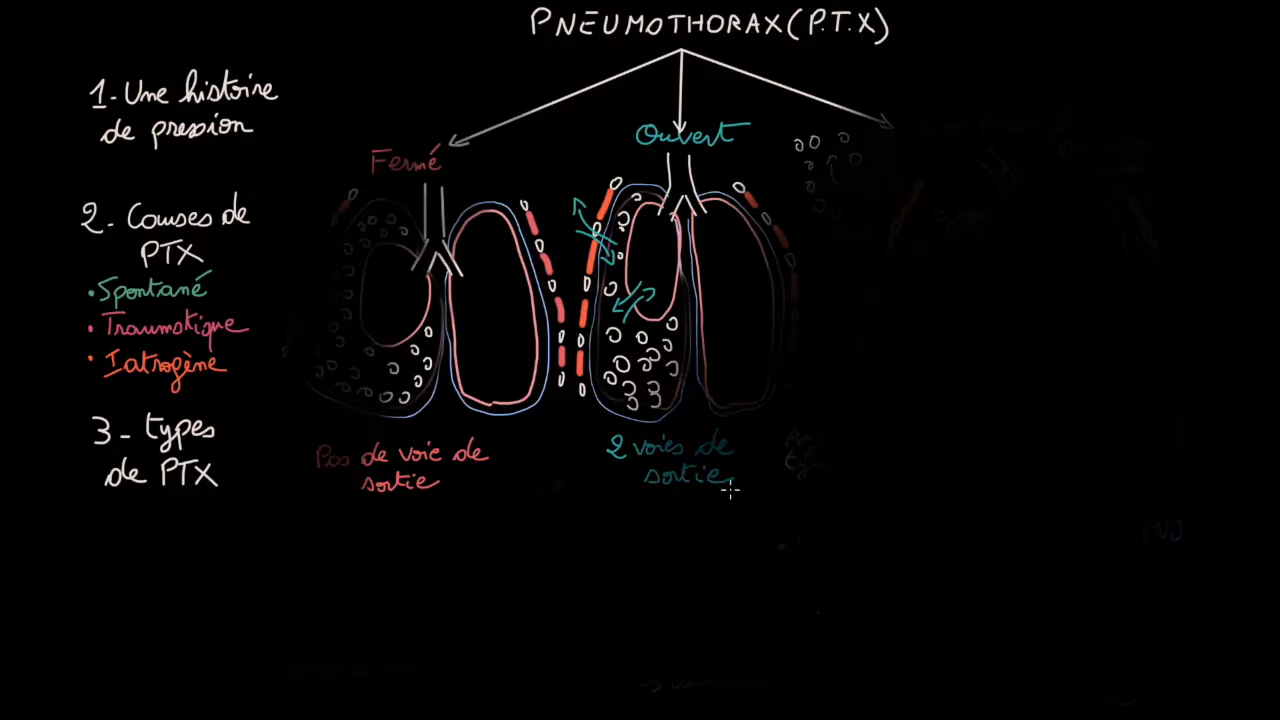 PNEUMOTHORAX (P.T.X)
1. Une histoire
de pression
Fermé
Ouvert
2. Causes de
PTX
• Spontané
• Traumatique
• Iatrogène
3 - types
de PTX
Pas de voie de
sortie
2 voies de
sortie